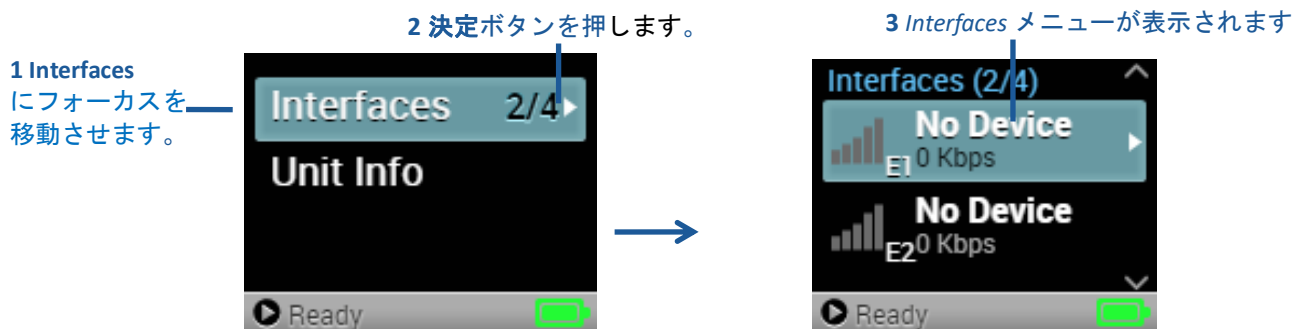 2 決定ボタンを押します。
3 Interfaces メニューが表示されます
1 Interfaces
にフォーカスを
移動させます。
Interfaces 2/4
Unit Info
Ready
Interfaces (2/4)
No Device
E1 0 Kbps
No Device
E2 0 Kbps
Ready